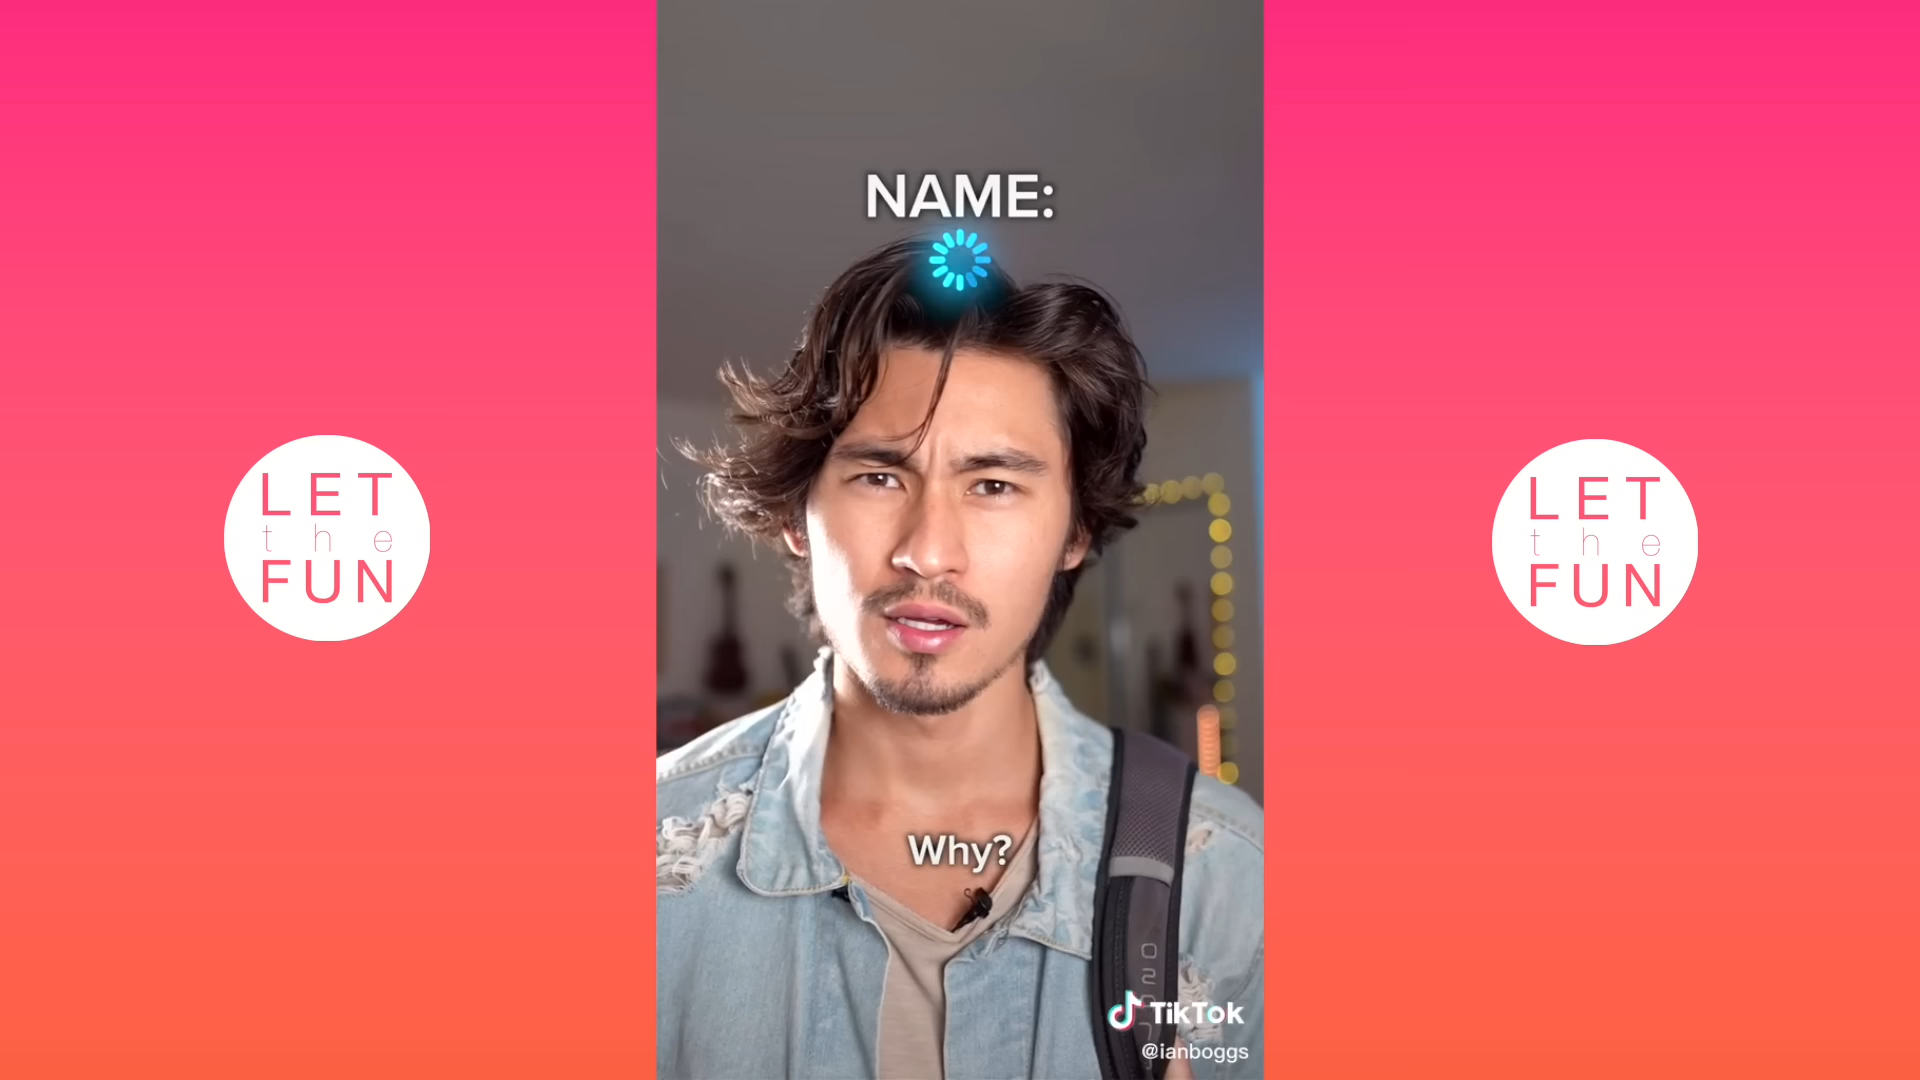 LET
the
FUN
NAME:
Why?
TikTok
@ianboggs
LET
the
FUN